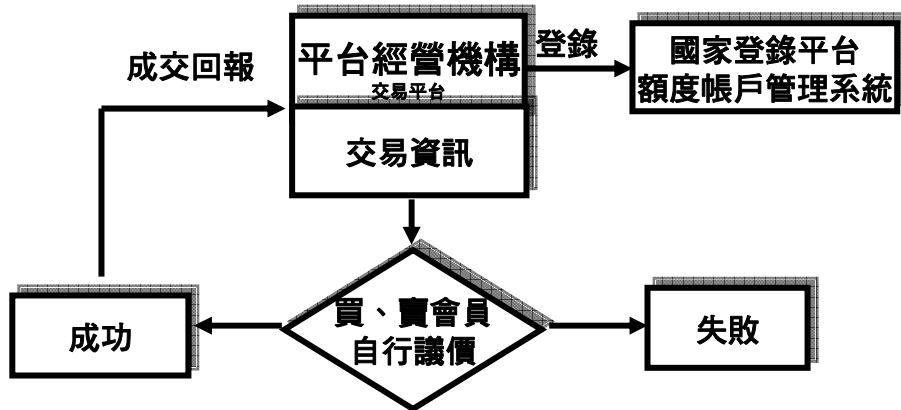 成交回報
平台經營機構
交易平台
登錄
國家登錄平台
額度帳戶管理系統
交易資訊
成功
買、賣會員
自行議價
失敗